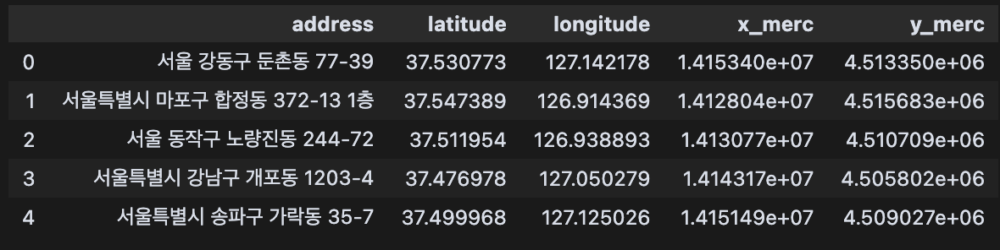 address latitude longitude x_merc y_merc
0 서울 강동구 둔촌동 77-39 37.530773 127.142178 1.415340e+07 4.513350e+06
1 서울특별시 마포구 합정동 372-13 1층 37.547389 126.914369 1.412804e+07 4.515683e+06
2 서울 동작구 노량진동 244-72 37.511954 126.938893 1.413077e+07 4.510709e+06
3 서울특별시 강남구 개포동 1203-4 37.476978 127.050279 1.414317e+07 4.505802e+06
4 서울특별시 송파구 가락동 35-7 37.499968 127.125026 1.415149e+07 4.509027e+06